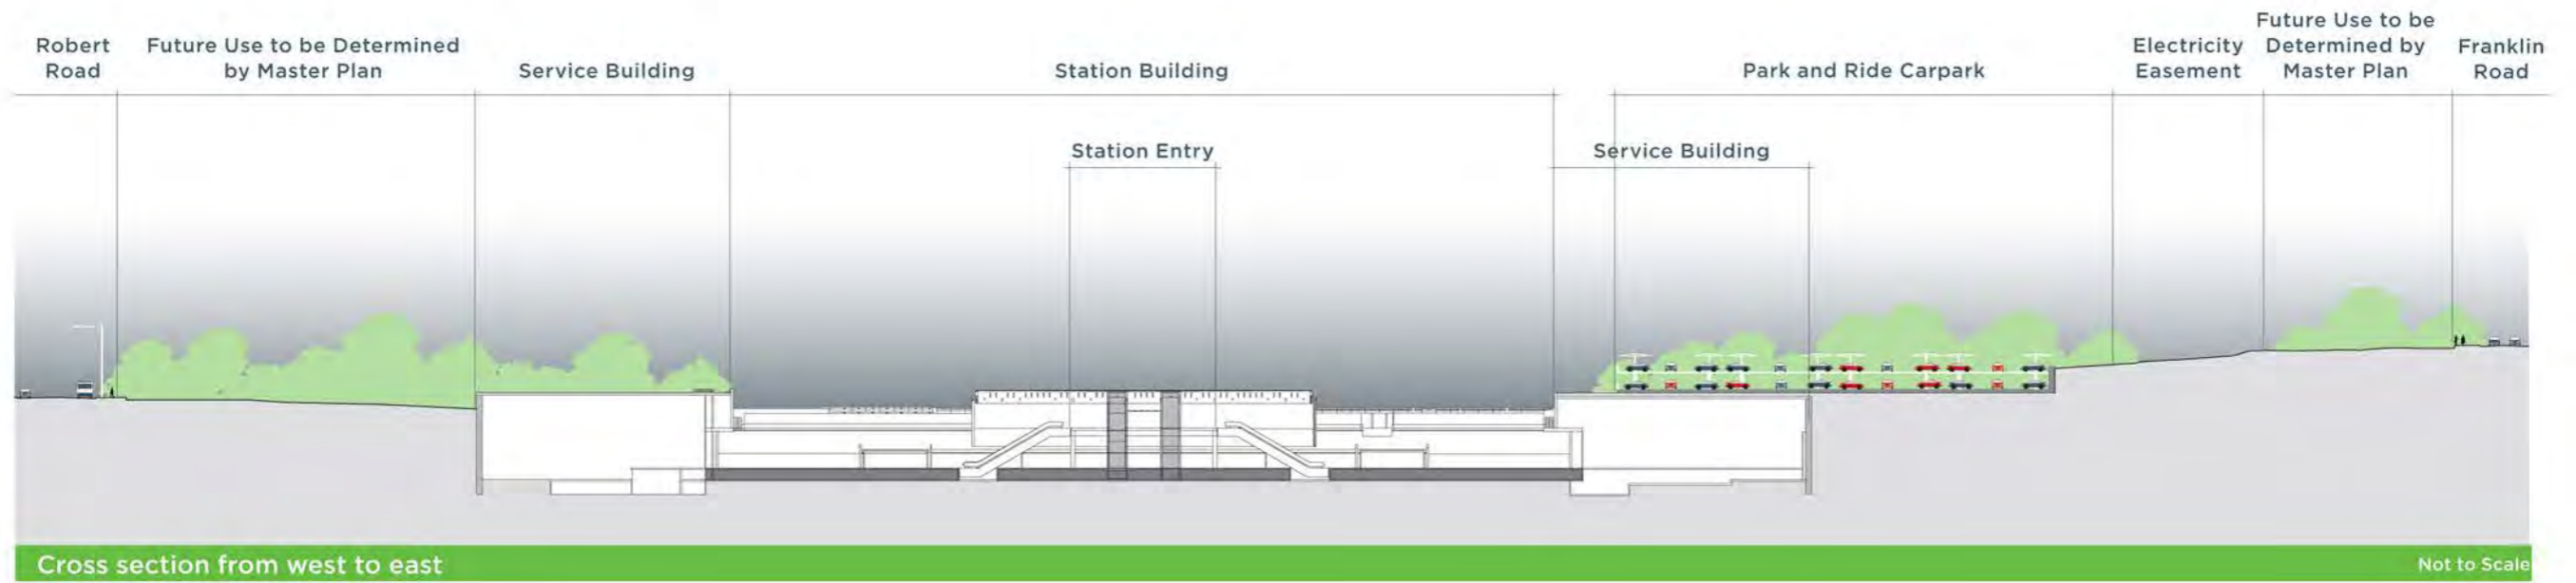 Robert
Road
Future Use to be Determined
by Master Plan
Service Building
Station Building
Park and Ride Carpark
Electricity
Easement
Future Use to be
Determined by
Master Plan
Franklin
Road
Station Entry
Service Building
Cross section from west to east
Not to Scale